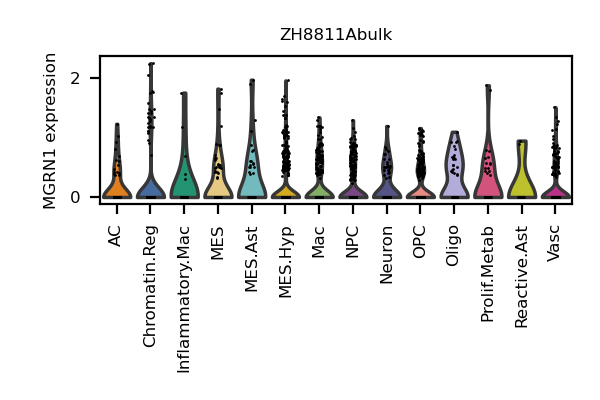 ZH8811Abulk
MGRN1 expression
2
0
AC
Chromatin.Reg
Inflammatory.Mac
MES
MES.Ast
MES.Hyp
Mac
NPC
Neuron
OPC
Oligo
Prolif.Metab
Reactive.Ast
Vasc